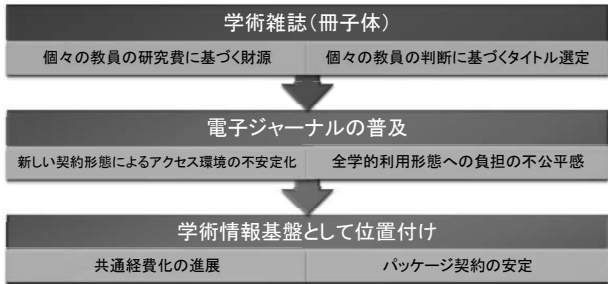 学術雑誌(冊子体)
個々の教員の研究費に基づく財源
個々の教員の判断に基づくタイトル選定
電子ジャーナルの普及
新しい契約形態によるアクセス環境の不安定化
全学的利用形態への負担の不公平感
学術情報基盤として位置付け
共通経費化の進展
パッケージ契約の安定